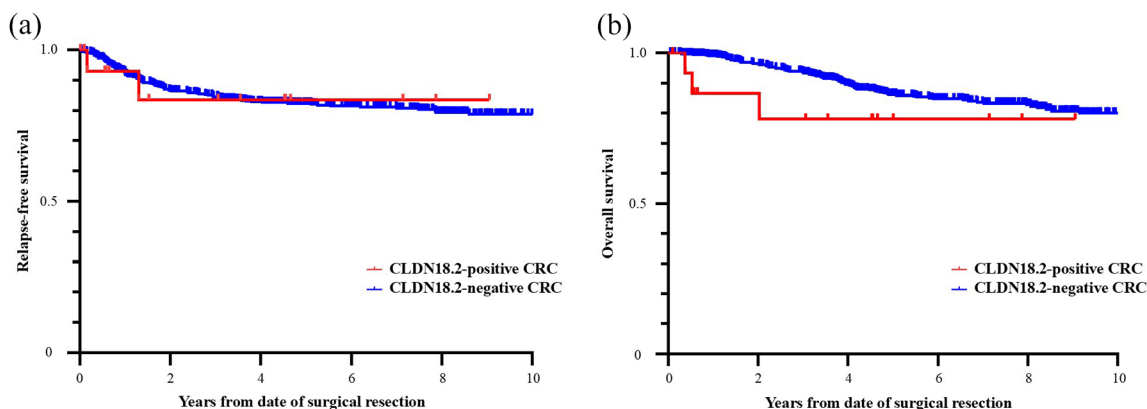 (a)
1.0
0.5
0
0 2 4 6 8 10
Relapse-free survival
CLDN18.2-positive CRC
CLDN18.2-negative CRC
Years from date of surgical resection
(b)
1.0
0.5
0
0 2 4 6 8 10
Overall survival
CLDN18.2-positive CRC
CLDN18.2-negative CRC
Years from date of surgical resection